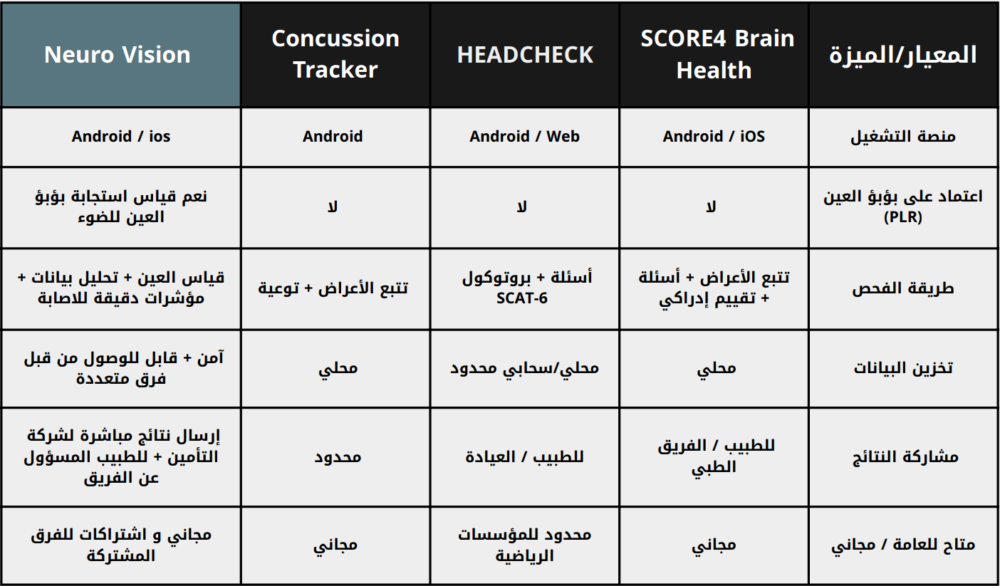 المعيار/الميزة
SCORE4 Brain
Health
HEADCHECK
Concussion
Tracker
Neuro Vision
منصة التشغيل
Android / iOS
Android / Web
Android
Android / ios
اعتماد على بؤبؤ العين
(PLR)
لا
لا
لا
نعم قياس استجابة بؤبؤ
العين للضوء
طريقة الفحص
تتبع الأعراض + أسئلة
+ تقييم إدراكي
أسئلة + بروتوكول
SCAT-6
تتبع الأعراض + توعية
قياس العين + تحليل بيانات +
مؤشرات دقيقة للاصابة
تخزين البيانات
محلي
محلي/سحابي محدود
محلي
آمن + قابل للوصول من قبل
فرق متعددة
مشاركة النتائج
للطبيب / الفريق
الطبي
للطبيب / العيادة
محدود
إرسال نتائج مباشرة لشركة
التأمين + للطبيب المسؤول
عن الفريق
متاح للعامة / مجاني
مجاني
محدود للمؤسسات
الرياضية
مجاني
مجاني و اشتراكات للفرق
المشتركة